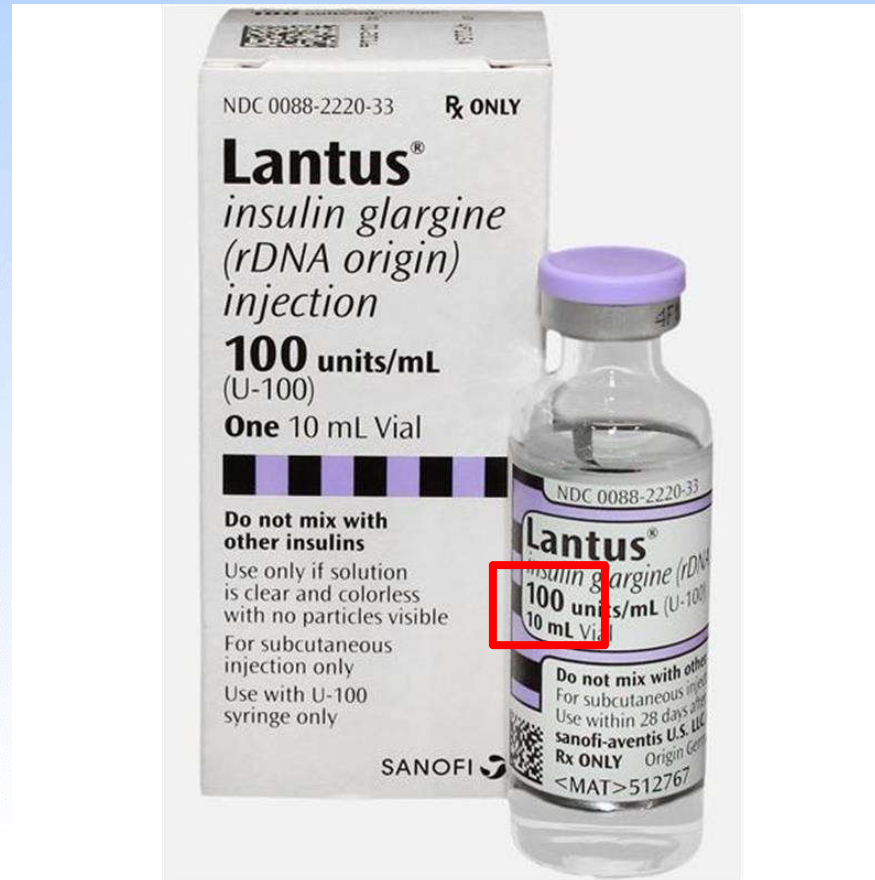 NDC 0088-2220-33 Rx ONLY
Lantus®
insulin glargine
(rDNA origin)
injection
100 units/mL
(U-100)
One 10 mL Vial
Do not mix with
other insulins
Use only if solution
is clear and colorless
with no particles visible
For subcutaneous
injection only
Use with U-100
syringe only
SANOFI
NDC 0088-2220-33
Lantus®
insulin glargine (rDNA
100 units/mL (U-100)
10 mL Vial
Do not mix with other
For subcutaneous
Use within 28 days after
sanofi-aventis U.S. LLC
Rx ONLY Origin
<MAT>512767